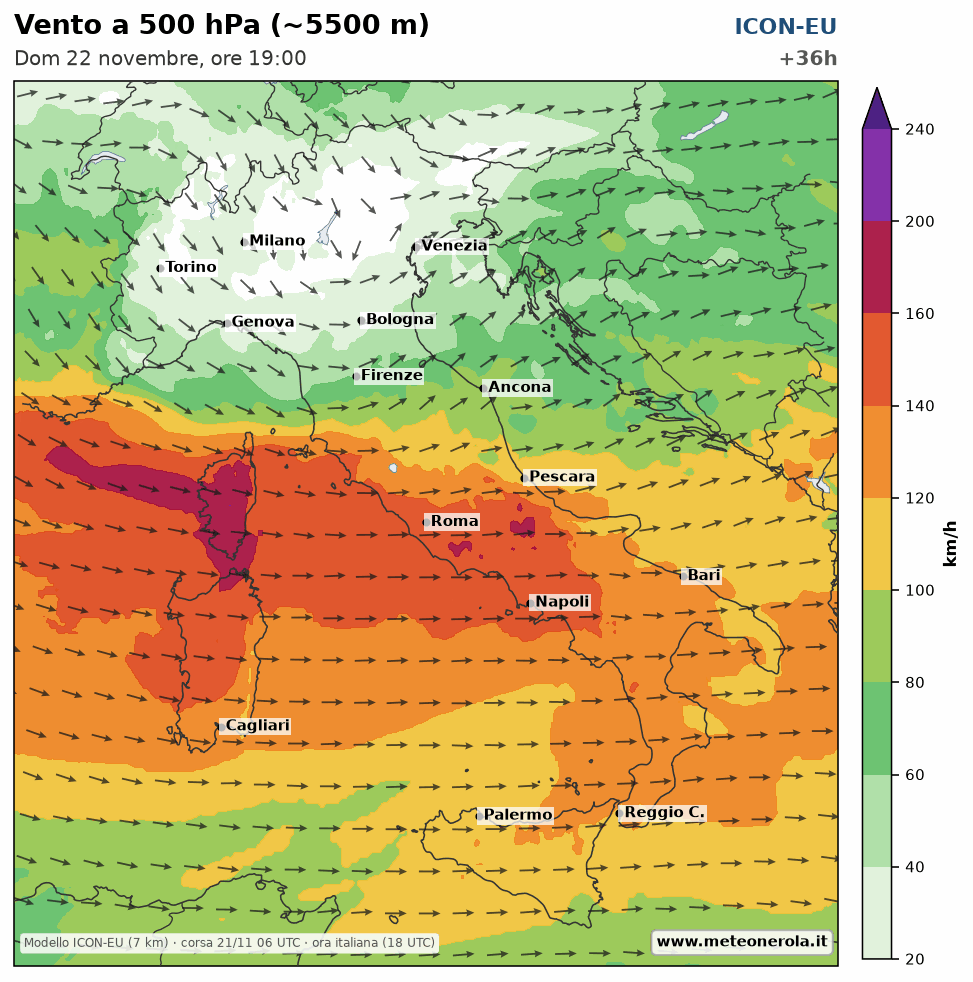 Vento a 500 hPa (~5500 m)
ICON-EU
Dom 22 novembre, ore 19:00
+36h
Milano
Venezia
Torino
Genova
Bologna
Firenze
Ancona
Pescara
Roma
Bari
Napoli
Cagliari
Palermo
Reggio C.
240
200
160
140
120
100
80
60
40
20
km/h
Modello ICON-EU (7 km) · corsa 21/11 06 UTC · ora italiana (18 UTC)
www.meteonerola.it